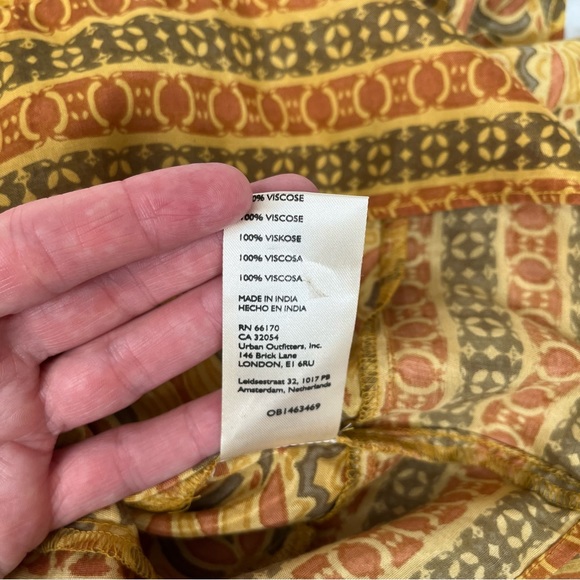 0% VISCOSE
100% VISCOSE
100% VISKOSE
100% VISCOSA
100% VISCOSA
MADE IN INDIA
HECHO EN INDIA
RN 66170
CA 32054
Urban Outfitters, Inc.
146 Brick Lane
LONDON, E1 6RU
Leidsestraat 32, 1017 PB
Amsterdam, Netherlands
OB1463469